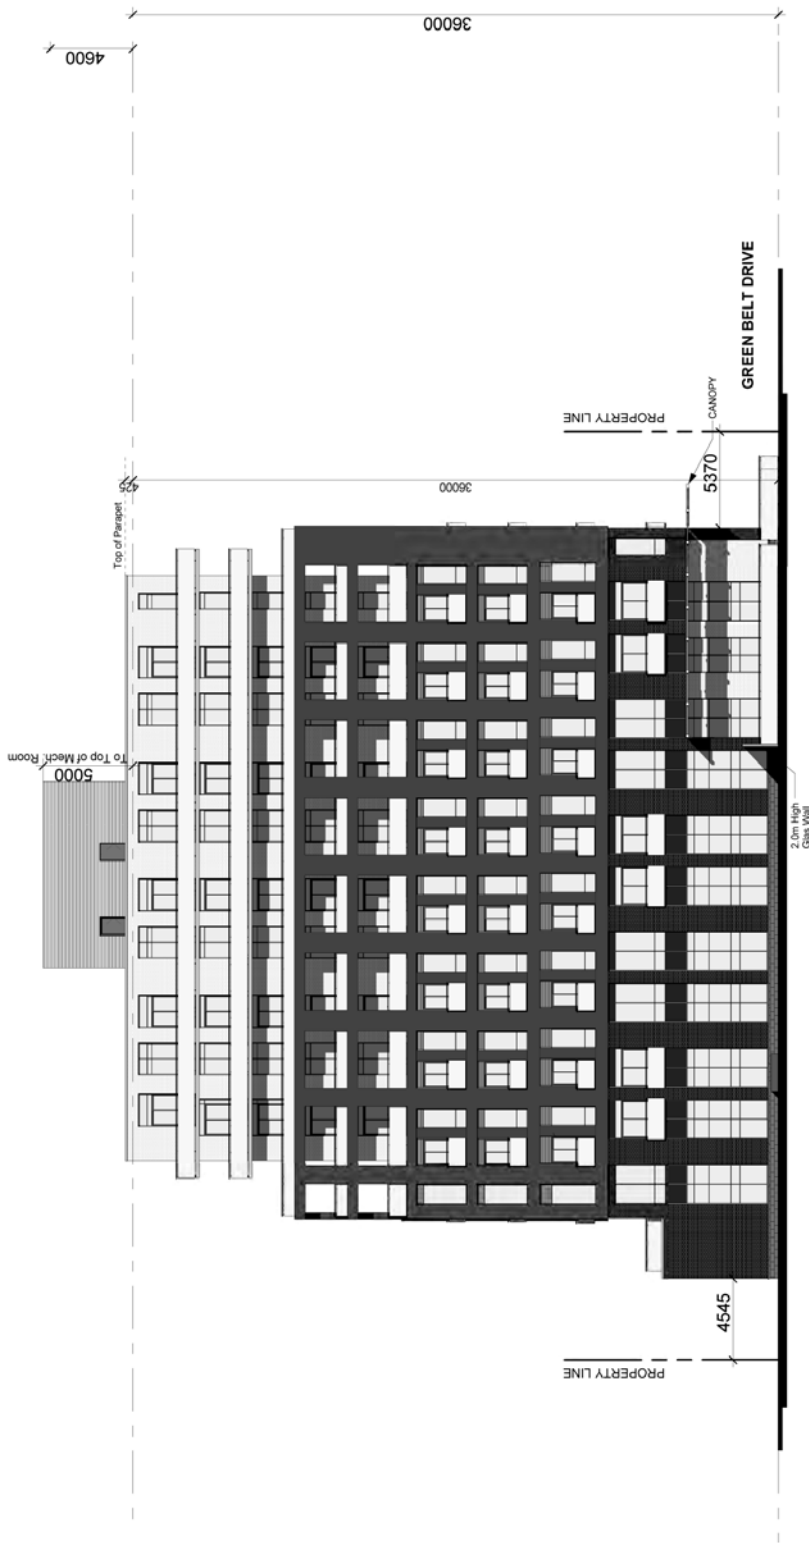 36000
4600
GREEN BELT DRIVE
PROPERTY LINE
CANOPY
5370
425
36000
Top of Parapet
To Top of Mech. Room
5000
2.0m High
Glas Wall
4545
PROPERTY LINE